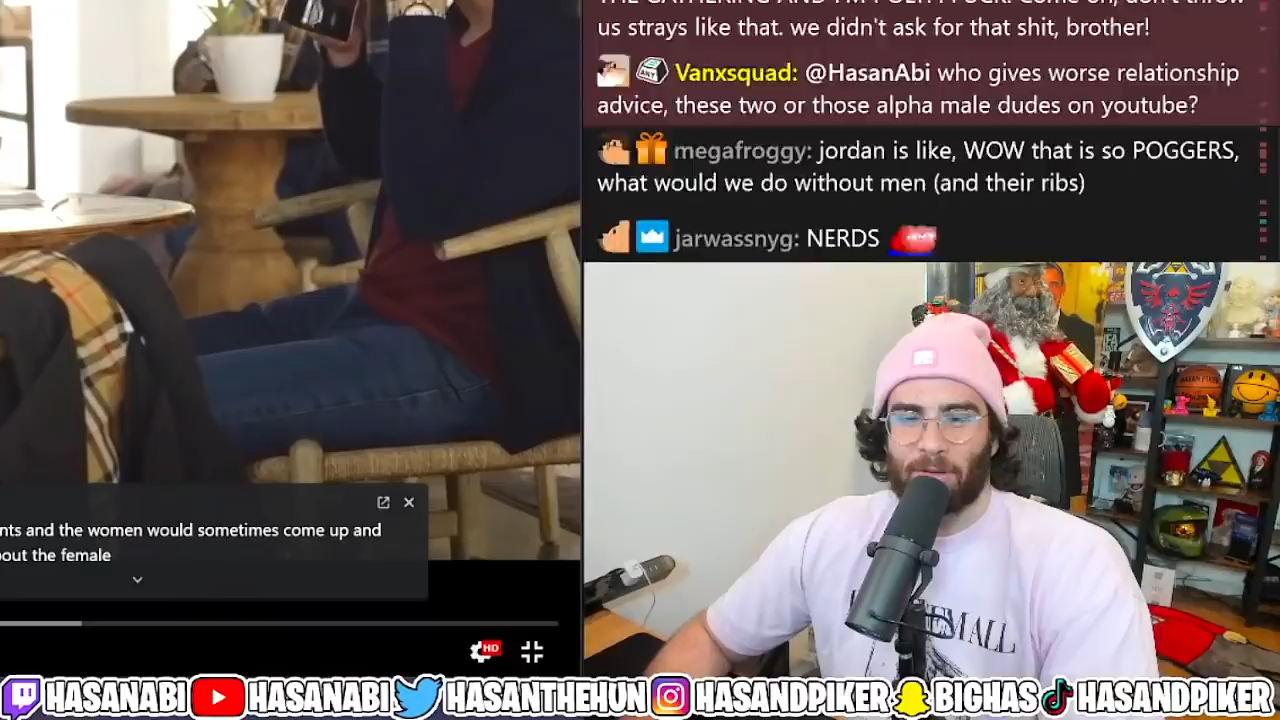 us strays like that. we didn't ask for that shit, brother!
Vanxsquad: @HasanAbi who gives worse relationship
advice, these two or those alpha male dudes on youtube?
megafroggy: jordan is like, WOW that is so POGGERS,
what would we do without men (and their ribs)
jarwassnyg: NERDS
nts and the women would sometimes come up and
out the female
HD
HASANABI HASANABI HASANTHEHUN HASANDPIKER BIGHAS HASANDPIKER